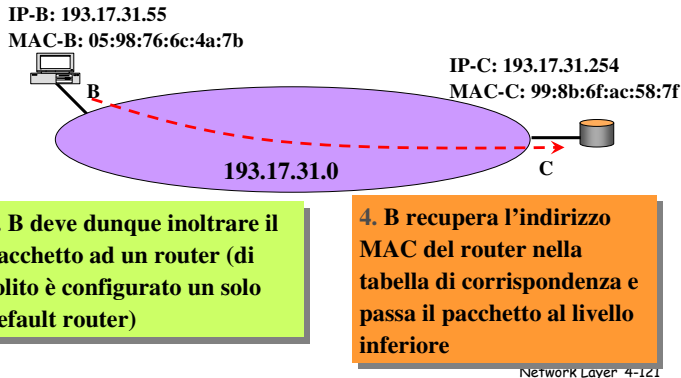 IP-B: 193.17.31.55
MAC-B: 05:98:76:6c:4a:7b
IP-C: 193.17.31.254
MAC-C: 99:8b:6f:ac:58:7f
B
C
193.17.31.0
. B deve dunque inoltrare il
acchetto ad un router (di
olito è configurato un solo
efault router)
4. B recupera l’indirizzo
MAC del router nella
tabella di corrispondenza e
passa il pacchetto al livello
inferiore
Network Layer 4-121